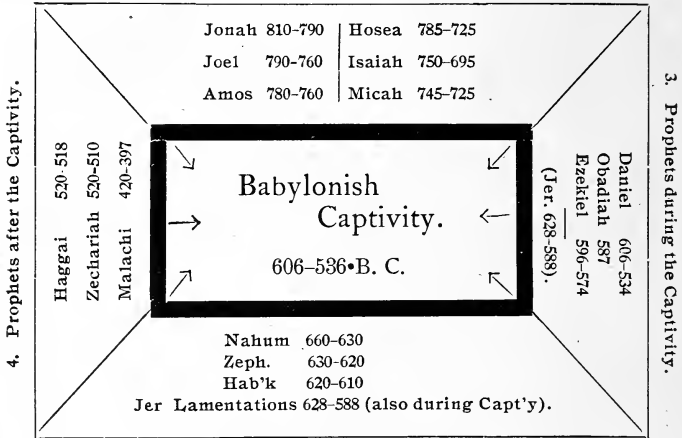 Jonah 810-790 Hosea 785-725
Joel 790-760 Isaiah 750-695
Amos 780-760 Micah 745-725
3. Prophets during the Captivity.
Daniel 606-534
Obadiah 587
Ezekiel 596-574
(Jer. 628-588).
Babylonish
Captivity.
606-536•B. C.
4. Prophets after the Captivity.
Haggai 520-518
Zechariah 520-510
Malachi 420-397
Nahum 660-630
Zeph. 630-620
Hab'k 620-610
Jer Lamentations 628-588 (also during Capt'y).